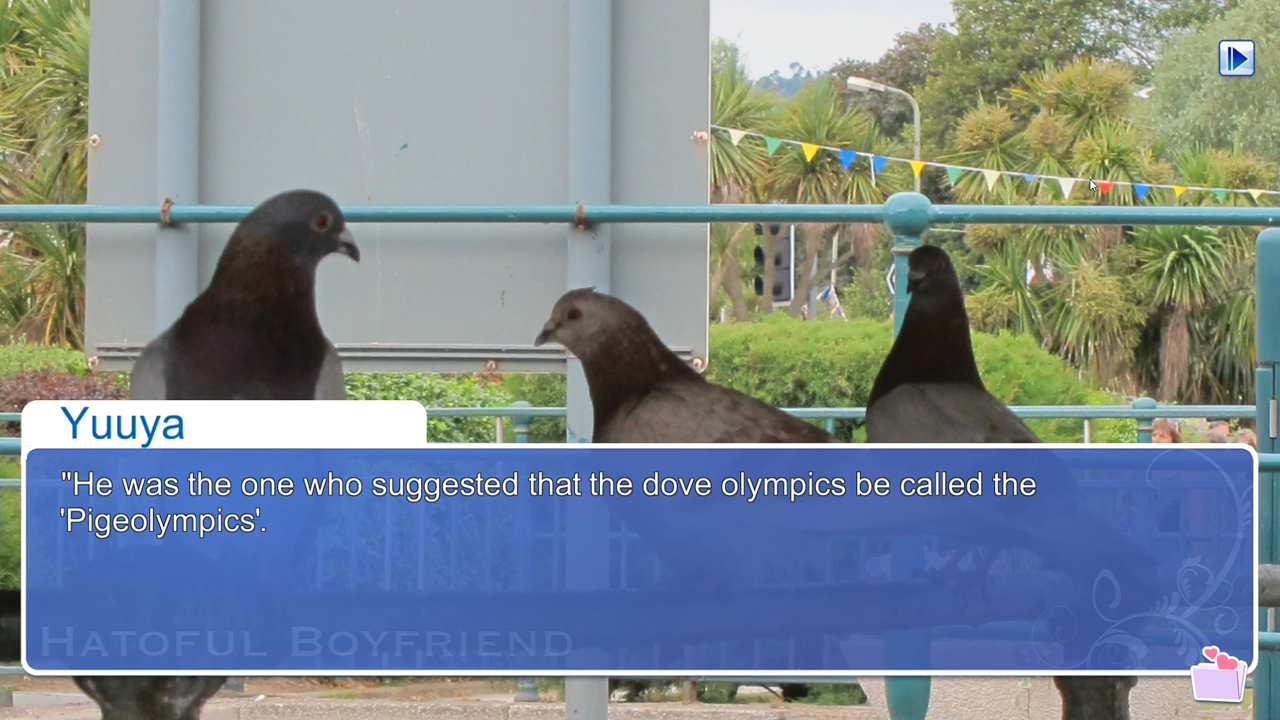 Yuuya
"He was the one who suggested that the dove olympics be called the
'Pigeolympics'.
HATOFUL BOYFRIEND